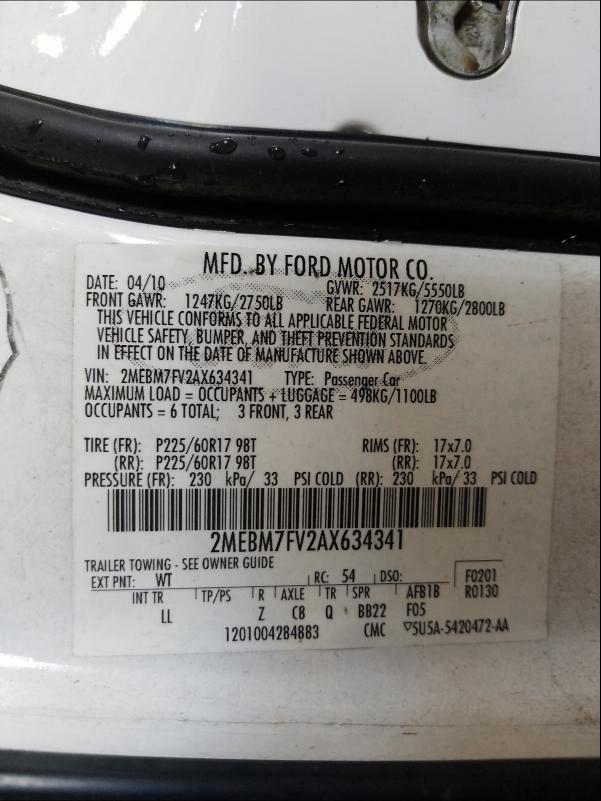 MFD. BY FORD MOTOR CO.
DATE: 04/10 GVWR: 2517KG/5550LB
FRONT GAWR: 1247KG/2750LB REAR GAWR: 1270KG/2800LB
THIS VEHICLE CONFORMS TO ALL APPLICABLE FEDERAL MOTOR
VEHICLE SAFETY, BUMPER, AND THEFT PREVENTION STANDARDS
IN EFFECT ON THE DATE OF MANUFACTURE SHOWN ABOVE.
VIN: 2MEBM7FV2AX634341 TYPE: Passenger Car
MAXIMUM LOAD = OCCUPANTS + LUGGAGE = 498KG/1100LB
OCCUPANTS = 6 TOTAL; 3 FRONT, 3 REAR
TIRE (FR): P225/60R17 98T RIMS (FR): 17x7.0
(RR): P225/60R17 98T (RR): 17x7.0
PRESSURE (FR): 230 kPa/ 33 PSI COLD (RR): 230 kPa/ 33 PSI COLD
2MEBM7FV2AX634341
TRAILER TOWING - SEE OWNER GUIDE
EXT PNT: WT RC: 54 DSO: F0201
INT TR TP/PS R AXLE TR SPR AFB1B R0130
LL Z C8 Q BB22 F05
1201004284883 CMC ▽5U5A-5420472-AA